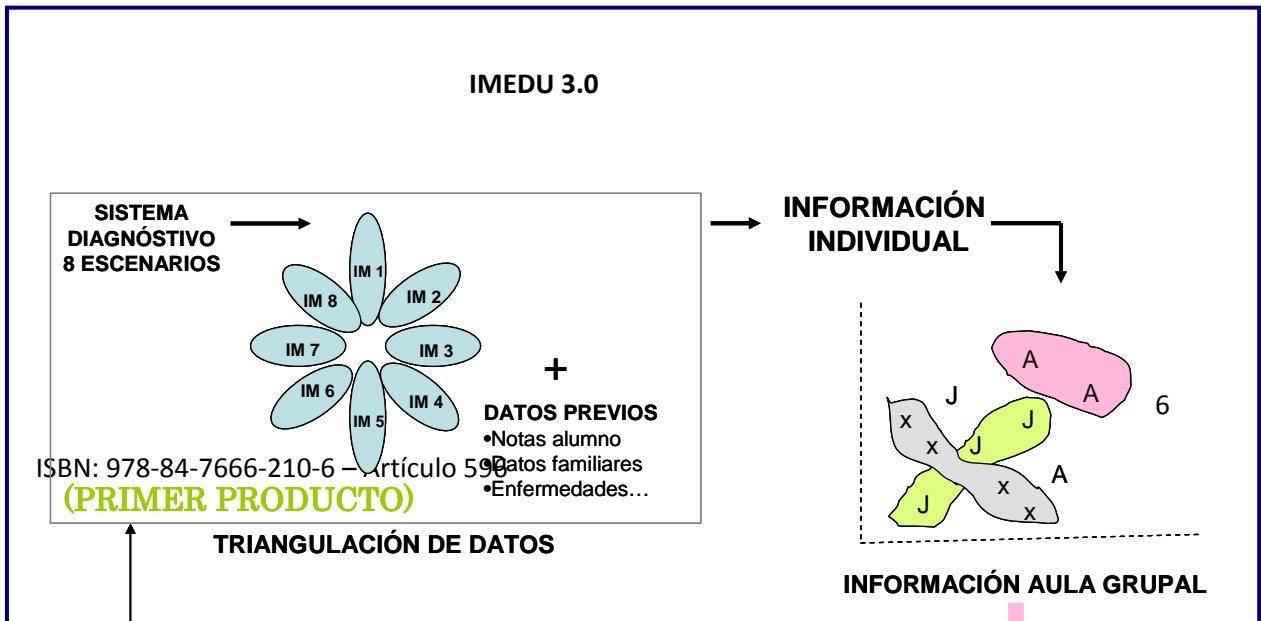 IMEDU 3.0
SISTEMA
DIAGNÓSTIVO
8 ESCENARIOS
IM 1
IM 2
IM 3
IM 4
IM 5
IM 6
IM 7
IM 8
+
DATOS PREVIOS
•Notas alumno
•Datos familiares
•Enfermedades…
ISBN: 978-84-7666-210-6 – Artículo 596
(PRIMER PRODUCTO)
TRIANGULACIÓN DE DATOS
INFORMACIÓN
INDIVIDUAL
A
A
J
J
x
x
J
A
x
J
x
6
INFORMACIÓN AULA GRUPAL